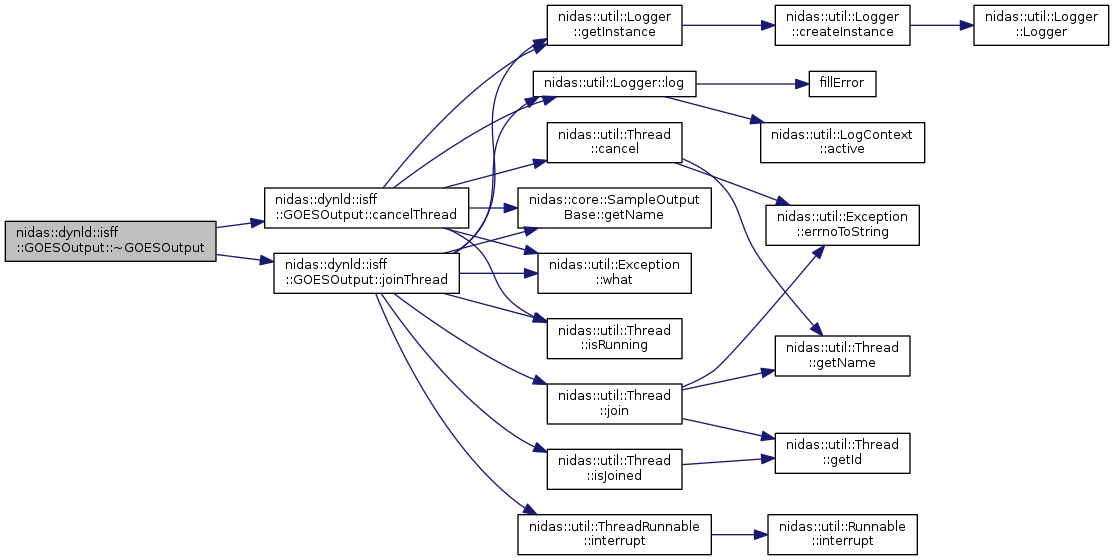 nidas::dynld::isff
::GOESOutput::~GOESOutput
nidas::dynld::isff
::GOESOutput::cancelThread
nidas::dynld::isff
::GOESOutput::joinThread
nidas::util::Logger
::getInstance
nidas::util::Logger::log
nidas::util::Thread
::cancel
nidas::core::SampleOutput
Base::getName
nidas::util::Exception
::what
nidas::util::Thread
::isRunning
nidas::util::Thread
::join
nidas::util::Thread
::isJoined
nidas::util::ThreadRunnable
::interrupt
nidas::util::Logger
::createInstance
fillError
nidas::util::LogContext
::active
nidas::util::Exception
::errnoToString
nidas::util::Thread
::getName
nidas::util::Thread
::getId
nidas::util::Runnable
::interrupt
nidas::util::Logger
::Logger